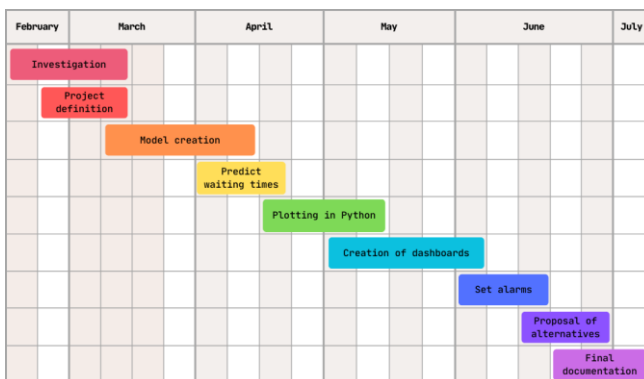 February March April May June July
Investigation
Project
definition
Model creation
Predict
waiting times
Plotting in Python
Creation of dashboards
Set alarms
Proposal of
alternatives
Final
documentation